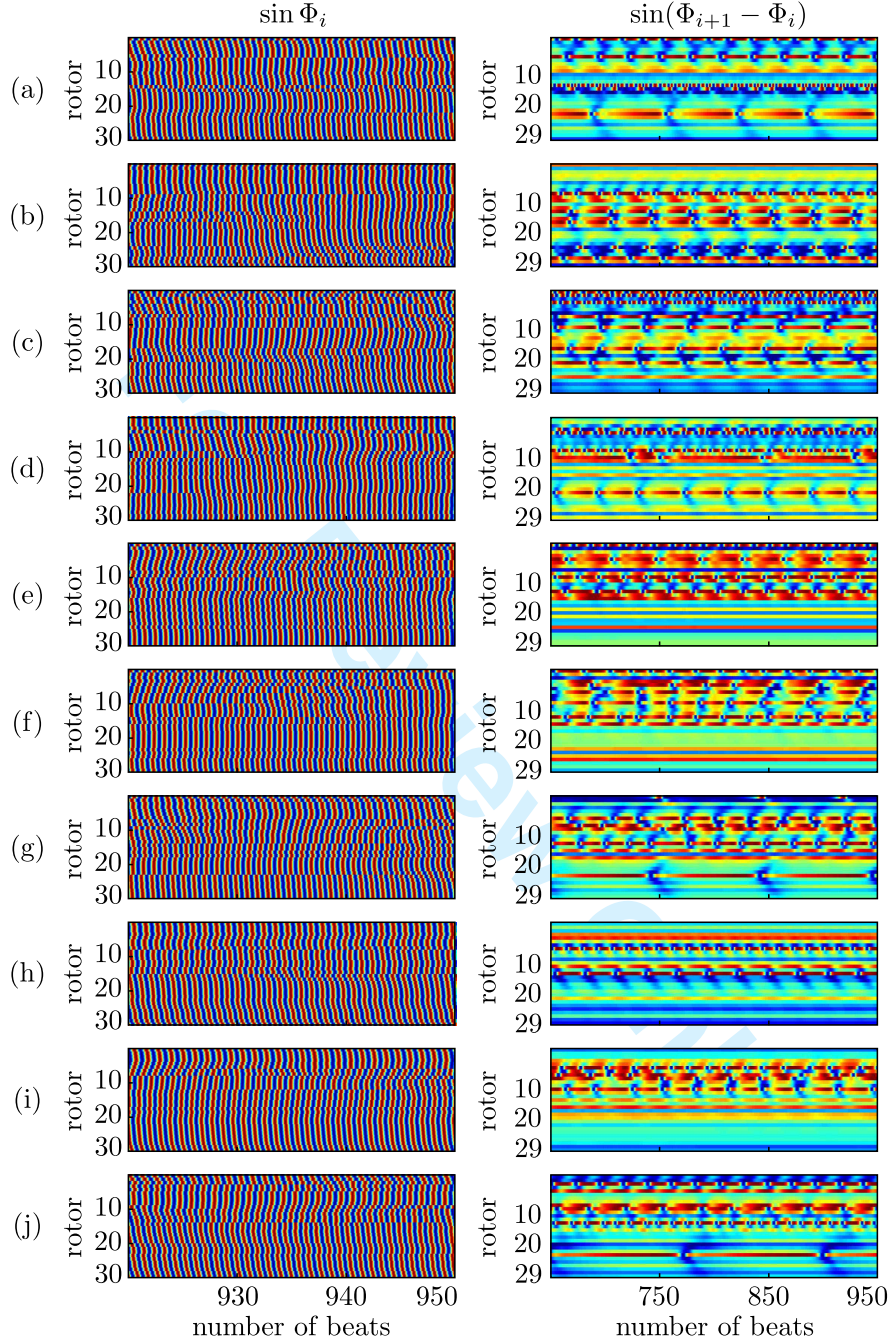 sin Φ_i sin(Φ_{i+1} − Φ_i)
(a) rotor 10 20 30 rotor 10 20 29
(b) rotor 10 20 30 rotor 10 20 29
(c) rotor 10 20 30 rotor 10 20 29
(d) rotor 10 20 30 rotor 10 20 29
(e) rotor 10 20 30 rotor 10 20 29
(f) rotor 10 20 30 rotor 10 20 29
(g) rotor 10 20 30 rotor 10 20 29
(h) rotor 10 20 30 rotor 10 20 29
(i) rotor 10 20 30 rotor 10 20 29
(j) rotor 10 20 30 rotor 10 20 29
930 940 950 750 850 950
number of beats number of beats